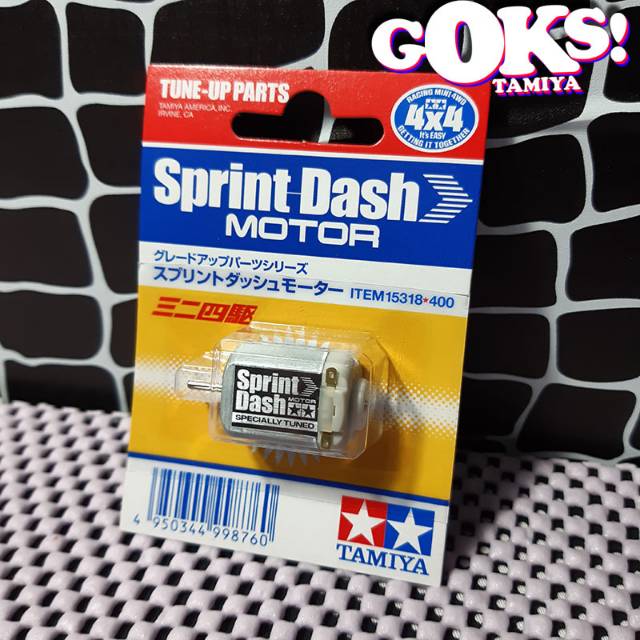 GOKS!
TAMIYA
TUNE-UP PARTS
TAMIYA AMERICA, INC.
IRVINE, CA
RACING MINI 4WD
4x4
It's EASY
GETTING IT TOGETHER
Sprint Dash
MOTOR
グレードアップパーツシリーズ
スプリントダッシュモーター ITEM 15318★400
ミニ四駆
Sprint
Dash MOTOR
SPECIALLY TUNED
4 950344 998760
TAMIYA